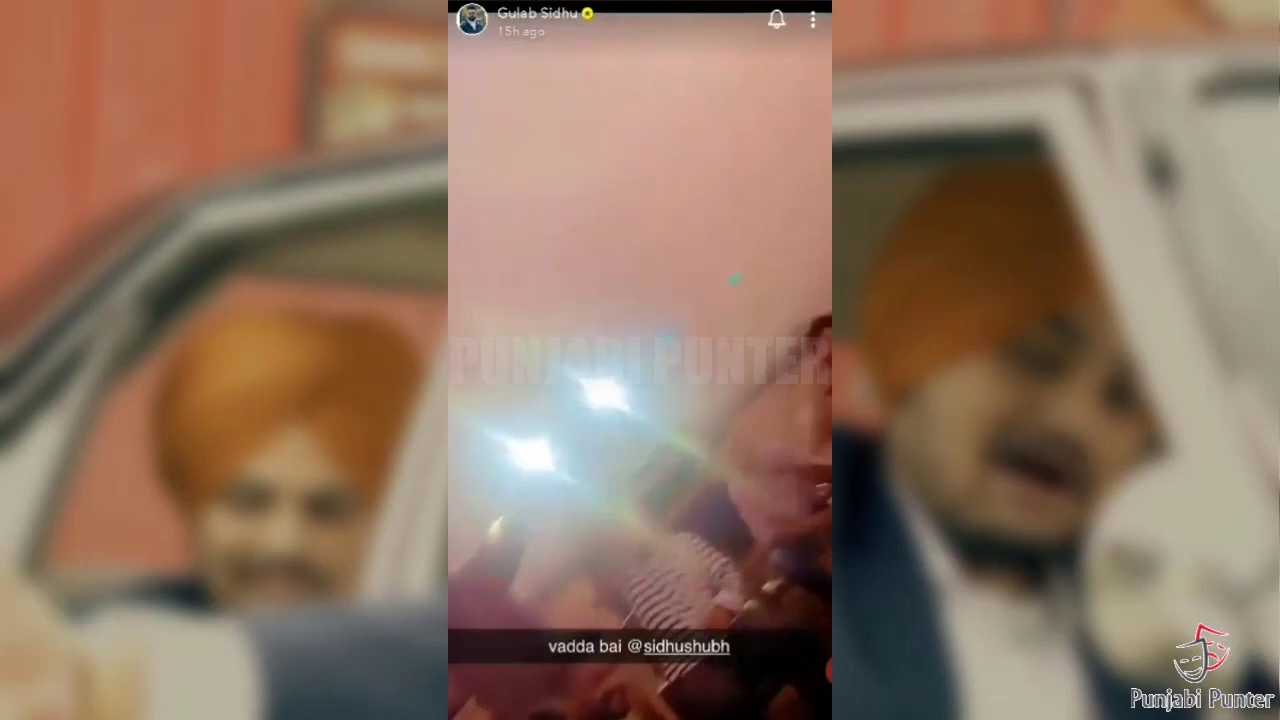 Gulab Sidhu
15h ago
PUNJABI PUNTER
vadda bai @sidhushubh
Punjabi Punter